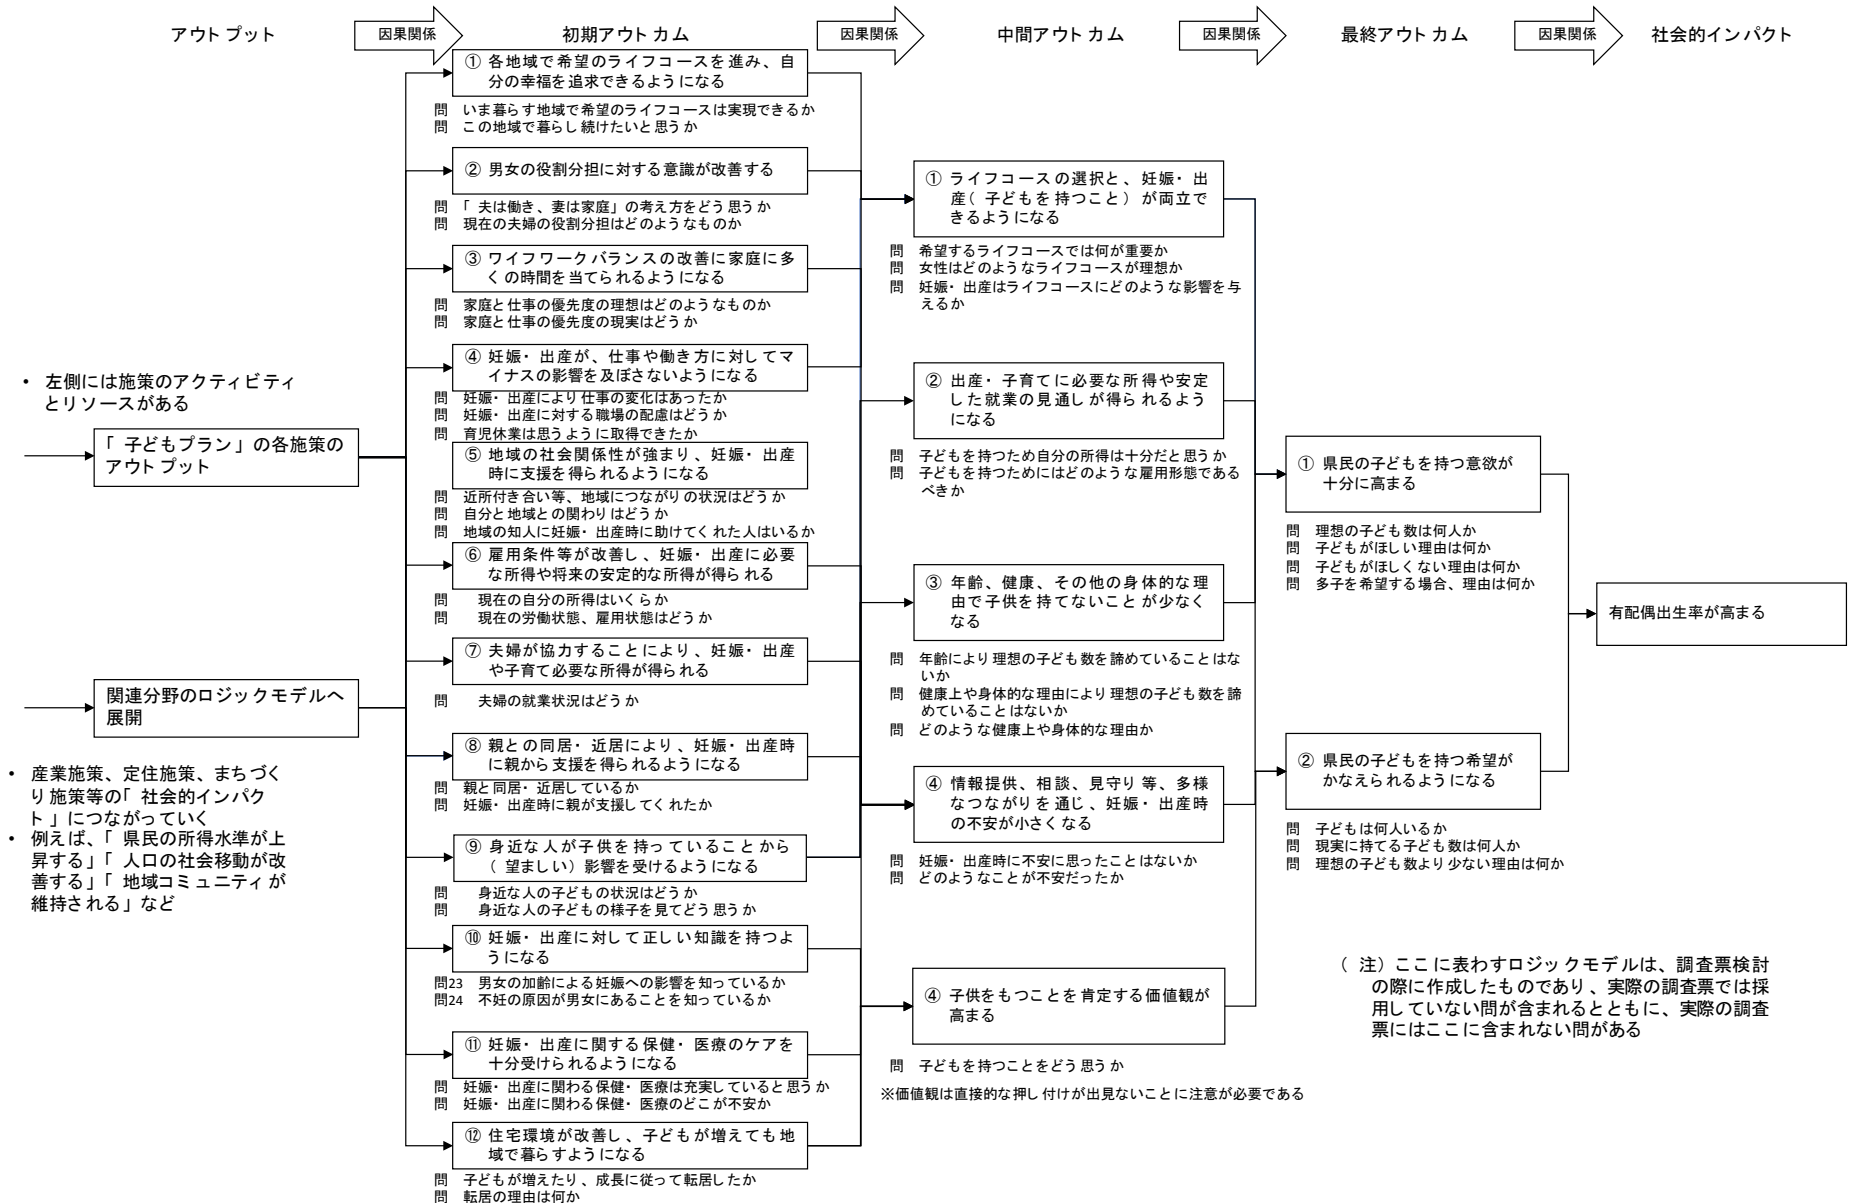 アウトプット
因果関係
初期アウトカム
因果関係
中間アウトカム
因果関係
最終アウトカム
因果関係
社会的インパクト
・ 左側には施策のアクティビティ
とリソースがある
「子どもプラン」の各施策の
アウトプット
関連分野のロジックモデルへ
展開
・ 産業施策、定住施策、まちづく
り施策等の「社会的インパク
ト」につながっていく
・ 例えば、「県民の所得水準が上
昇する」「人口の社会移動が改
善する」「地域コミュニティが
維持される」など
① 各地域で希望のライフコースを進み、自
分の幸福を追求できるようになる
問 いま暮らす地域で希望のライフコースは実現できるか
問 この地域で暮らし続けたいと思うか
② 男女の役割分担に対する意識が改善する
問 「夫は働き、妻は家庭」の考え方をどう思うか
問 現在の夫婦の役割分担はどのようなものか
③ ワイフワークバランスの改善に家庭に多
くの時間を当てられるようになる
問 家庭と仕事の優先度の理想はどのようなものか
問 家庭と仕事の優先度の現実はどうか
④ 妊娠・出産が、仕事や働き方に対してマ
イナスの影響を及ぼさないようになる
問 妊娠・出産により仕事の変化はあったか
問 妊娠・出産に対する職場の配慮はどうか
問 育児休業は思うように取得できたか
⑤ 地域の社会関係性が強まり、妊娠・出産
時に支援を得られるようになる
問 近所付き合い等、地域につながりの状況はどうか
問 自分と地域との関わりはどうか
問 地域の知人に妊娠・出産時に助けてくれた人はいるか
⑥ 雇用条件等が改善し、妊娠・出産に必要
な所得や将来の安定的な所得が得られる
問 現在の自分の所得はいくらか
問 現在の労働状態、雇用状態はどうか
⑦ 夫婦が協力することにより、妊娠・出産
や子育て必要な所得が得られる
問 夫婦の就業状況はどうか
⑧ 親との同居・近居により、妊娠・出産時
に親から支援を得られるようになる
問 親と同居・近居しているか
問 妊娠・出産時に親が支援してくれたか
⑨ 身近な人が子供を持っていることから
（望ましい）影響を受けるようになる
問 身近な人の子どもの状況はどうか
問 身近な人の子どもの様子を見てどう思うか
⑩ 妊娠・出産に対して正しい知識を持つよ
うになる
問23 男女の加齢による妊娠への影響を知っているか
問24 不妊の原因が男女にあることを知っているか
⑪ 妊娠・出産に関する保健・医療のケアを
十分受けられるようになる
問 妊娠・出産に関わる保健・医療は充実していると思うか
問 妊娠・出産に関わる保健・医療のどこが不安か
⑫ 住宅環境が改善し、子どもが増えても地
域で暮らすようになる
問 子どもが増えたり、成長に従って転居したか
問 転居の理由は何か
① ライフコースの選択と、妊娠・出
産（子どもを持つこと）が両立で
きるようになる
問 希望するライフコースでは何が重要か
問 女性はどのようなライフコースが理想か
問 妊娠・出産はライフコースにどのような影響を与
えるか
② 出産・子育てに必要な所得や安定
した就業の見通しが得られるよう
になる
問 子どもを持つため自分の所得は十分だと思うか
問 子どもを持つためにはどのような雇用形態である
べきか
③ 年齢、健康、その他の身体的な理
由で子供を持てないことが少なく
なる
問 年齢により理想の子ども数を諦めていることはな
いか
問 健康上や身体的な理由により理想の子ども数を諦
めていることはないか
問 どのような健康上や身体的な理由か
④ 情報提供、相談、見守り等、多様
なつながりを通じ、妊娠・出産時
の不安が小さくなる
問 妊娠・出産時に不安に思ったことはないか
問 どのようなことが不安だったか
④ 子供をもつことを肯定する価値観が
高まる
問 子どもを持つことをどう思うか
※価値観は直接的な押し付けが出見ないことに注意が必要である
① 県民の子どもを持つ意欲が
十分に高まる
問 理想の子ども数は何人か
問 子どもがほしい理由は何か
問 子どもがほしくない理由は何か
問 多子を希望する場合、理由は何か
② 県民の子どもを持つ希望が
かなえられるようになる
問 子どもは何人いるか
問 現実に持てる子ども数は何人か
問 理想の子ども数より少ない理由は何か
有配偶出生率が高まる
（注）ここに表わすロジックモデルは、調査票検討
の際に作成したものであり、実際の調査票では採
用していない問が含まれるとともに、実際の調査
票にはここに含まれない問がある